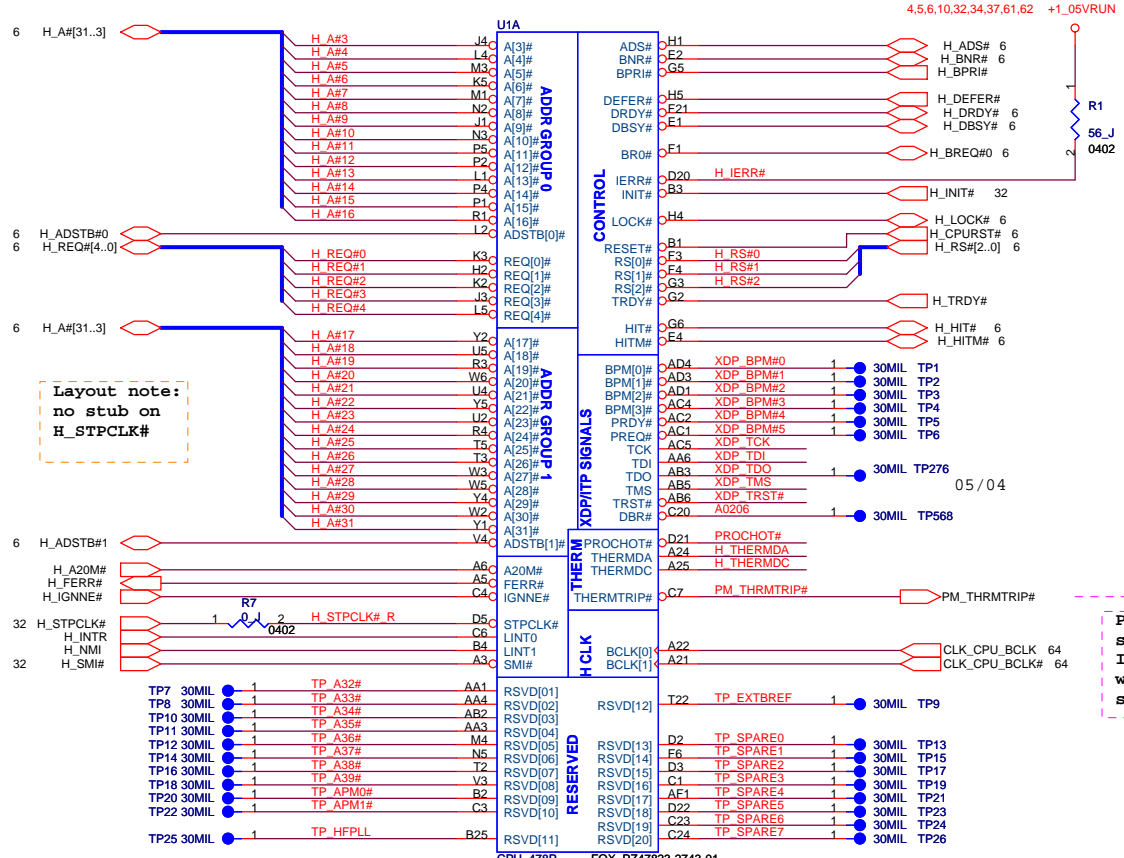 4,5,6,10,32,34,37,61,62 +1_05VRUN
U1A
6 H_A#[31..3]
H_A#3 J4 A[3]#
H_A#4 L4 A[4]#
H_A#5 M3 A[5]#
H_A#6 K5 A[6]#
H_A#7 M1 A[7]#
H_A#8 N2 A[8]#
H_A#9 J1 A[9]#
H_A#10 N3 A[10]#
H_A#11 P5 A[11]#
H_A#12 P2 A[12]#
H_A#13 L1 A[13]#
H_A#14 P4 A[14]#
H_A#15 P1 A[15]#
H_A#16 R1 A[16]#
6 H_ADSTB#0 L2 ADSTB[0]#
6 H_REQ#[4..0]
H_REQ#0 K3 REQ[0]#
H_REQ#1 H2 REQ[1]#
H_REQ#2 K2 REQ[2]#
H_REQ#3 J3 REQ[3]#
H_REQ#4 L5 REQ[4]#
ADDR GROUP 0
6 H_A#[31..3]
H_A#17 Y2 A[17]#
H_A#18 U5 A[18]#
H_A#19 R3 A[19]#
H_A#20 W6 A[20]#
H_A#21 U4 A[21]#
H_A#22 Y5 A[22]#
H_A#23 U2 A[23]#
H_A#24 R4 A[24]#
H_A#25 T5 A[25]#
H_A#26 T3 A[26]#
H_A#27 W3 A[27]#
H_A#28 W5 A[28]#
H_A#29 Y4 A[29]#
H_A#30 W2 A[30]#
H_A#31 Y1 A[31]#
6 H_ADSTB#1 V4 ADSTB[1]#
ADDR GROUP 1
Layout note:
no stub on
H_STPCLK#
H_A20M# A6 A20M#
H_FERR# A5 FERR#
H_IGNNE# C4 IGNNE#
R7
32 H_STPCLK# 1 0_J 2 H_STPCLK#_R D5 STPCLK#
0402
H_INTR C6 LINT0
H_NMI B4 LINT1
32 H_SMI# A3 SMI#
TP7 30MIL 1 TP_A32# AA1 RSVD[01]
TP8 30MIL 1 TP_A33# AA4 RSVD[02]
TP10 30MIL 1 TP_A34# AB2 RSVD[03]
TP11 30MIL 1 TP_A35# AA3 RSVD[04]
TP12 30MIL 1 TP_A36# M4 RSVD[05]
TP14 30MIL 1 TP_A37# N5 RSVD[06]
TP16 30MIL 1 TP_A38# T2 RSVD[07]
TP18 30MIL 1 TP_A39# V3 RSVD[08]
TP20 30MIL 1 TP_APM0# B2 RSVD[09]
TP22 30MIL 1 TP_APM1# C3 RSVD[10]
TP25 30MIL 1 TP_HFPLL B25 RSVD[11]
RESERVED
ADS# H1 H_ADS# 6
BNR# E2 H_BNR# 6
BPRI# G5 H_BPRI#
DEFER# H5 H_DEFER#
DRDY# F21 H_DRDY# 6
DBSY# E1 H_DBSY# 6
BR0# F1 H_BREQ#0 6
IERR# D20 H_IERR#
1 R1
56_J
2 0402
INIT# B3 H_INIT# 32
LOCK# H4 H_LOCK# 6
RESET# B1 H_CPURST# 6
RS[0]# F3 H_RS#0 H_RS#[2..0] 6
RS[1]# F4 H_RS#1
RS[2]# G3 H_RS#2
TRDY# G2 H_TRDY#
HIT# G6 H_HIT# 6
HITM# E4 H_HITM# 6
CONTROL
BPM[0]# AD4 XDP_BPM#0 1 30MIL TP1
BPM[1]# AD3 XDP_BPM#1 1 30MIL TP2
BPM[2]# AD1 XDP_BPM#2 1 30MIL TP3
BPM[3]# AC4 XDP_BPM#3 1 30MIL TP4
PRDY# AC2 XDP_BPM#4 1 30MIL TP5
PREQ# AC1 XDP_BPM#5 1 30MIL TP6
TCK AC5 XDP_TCK
TDI AA6 XDP_TDI
TDO AB3 XDP_TDO 1 30MIL TP276
TMS AB5 XDP_TMS
05/04
TRST# AB6 XDP_TRST#
DBR# C20 A0206 1 30MIL TP568
XDP/ITP SIGNALS
PROCHOT# D21 PROCHOT#
THERMDA A24 H_THERMDA
THERMDC A25 H_THERMDC
THERMTRIP# C7 PM_THRMTRIP# PM_THRMTRIP#
THERM
BCLK[0] A22 CLK_CPU_BCLK 64
BCLK[1] A21 CLK_CPU_BCLK# 64
H CLK
RSVD[12] T22 TP_EXTBREF 1 30MIL TP9
RSVD[13] D2 TP_SPARE0 1 30MIL TP13
RSVD[14] F6 TP_SPARE1 1 30MIL TP15
RSVD[15] D3 TP_SPARE2 1 30MIL TP17
RSVD[16] C1 TP_SPARE3 1 30MIL TP19
RSVD[17] AF1 TP_SPARE4 1 30MIL TP21
RSVD[18] D22 TP_SPARE5 1 30MIL TP23
RSVD[19] C23 TP_SPARE6 1 30MIL TP24
RSVD[20] C24 TP_SPARE7 1 30MIL TP26